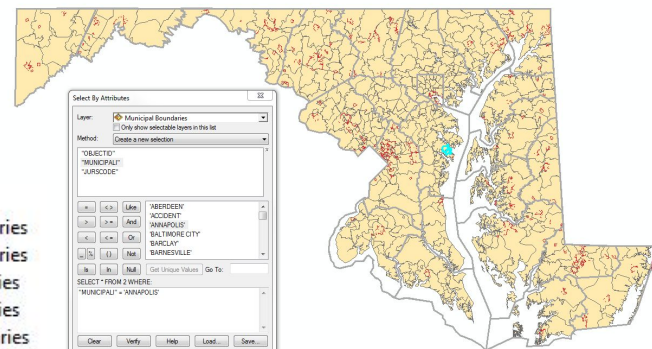 Select By Attributes
Layer: Municipal Boundaries
Only show selectable layers in this list
Method: Create a new selection
"OBJECTID"
"MUNICIPALI"
"JURSCODE"
= <> Like
> >= And
< <= Or
_ % () Not
Is In Null
'ABERDEEN'
'ACCIDENT'
'ANNAPOLIS'
'BALTIMORE CITY'
'BARCLAY'
'BARNESVILLE'
Get Unique Values Go To:
SELECT * FROM 2 WHERE:
"MUNICIPALI" = 'ANNAPOLIS'
Clear Verify Help Load... Save...
ries
ries
ies
ies
ries